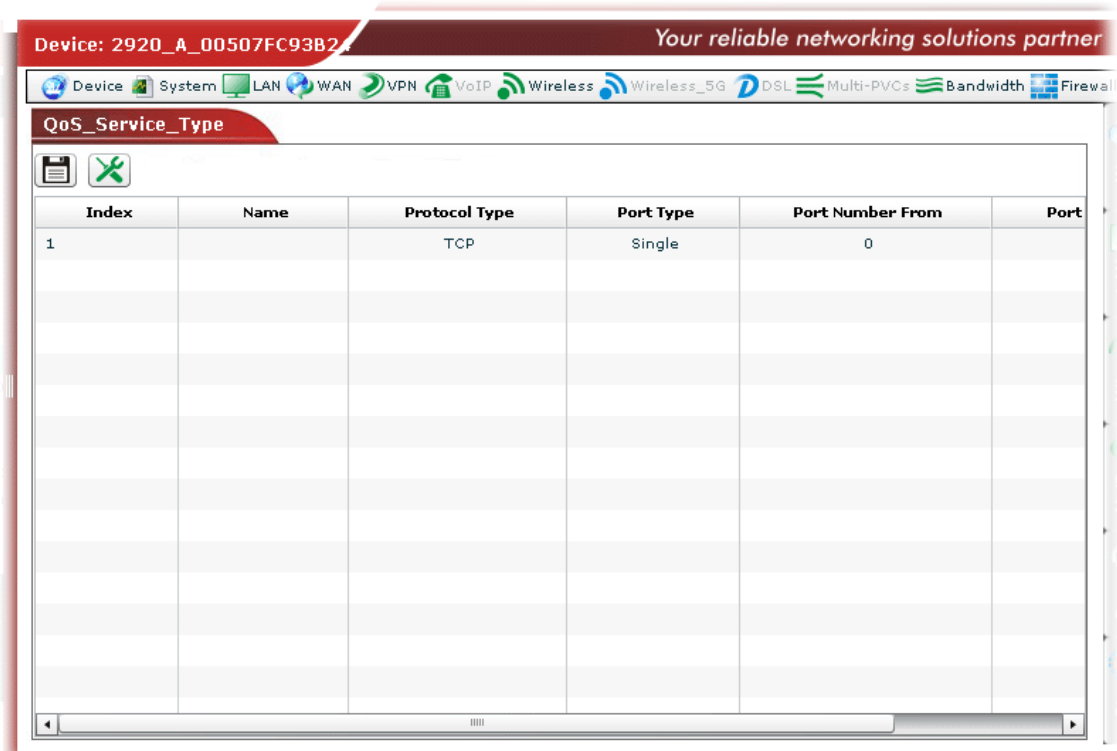 Device: 2920_A_00507FC93B24
Your reliable networking solutions partner
Device System LAN WAN VPN VoIP Wireless Wireless_5G DSL Multi-PVCs Bandwidth Firewall
QoS_Service_Type
Index Name Protocol Type Port Type Port Number From Port
1 TCP Single 0